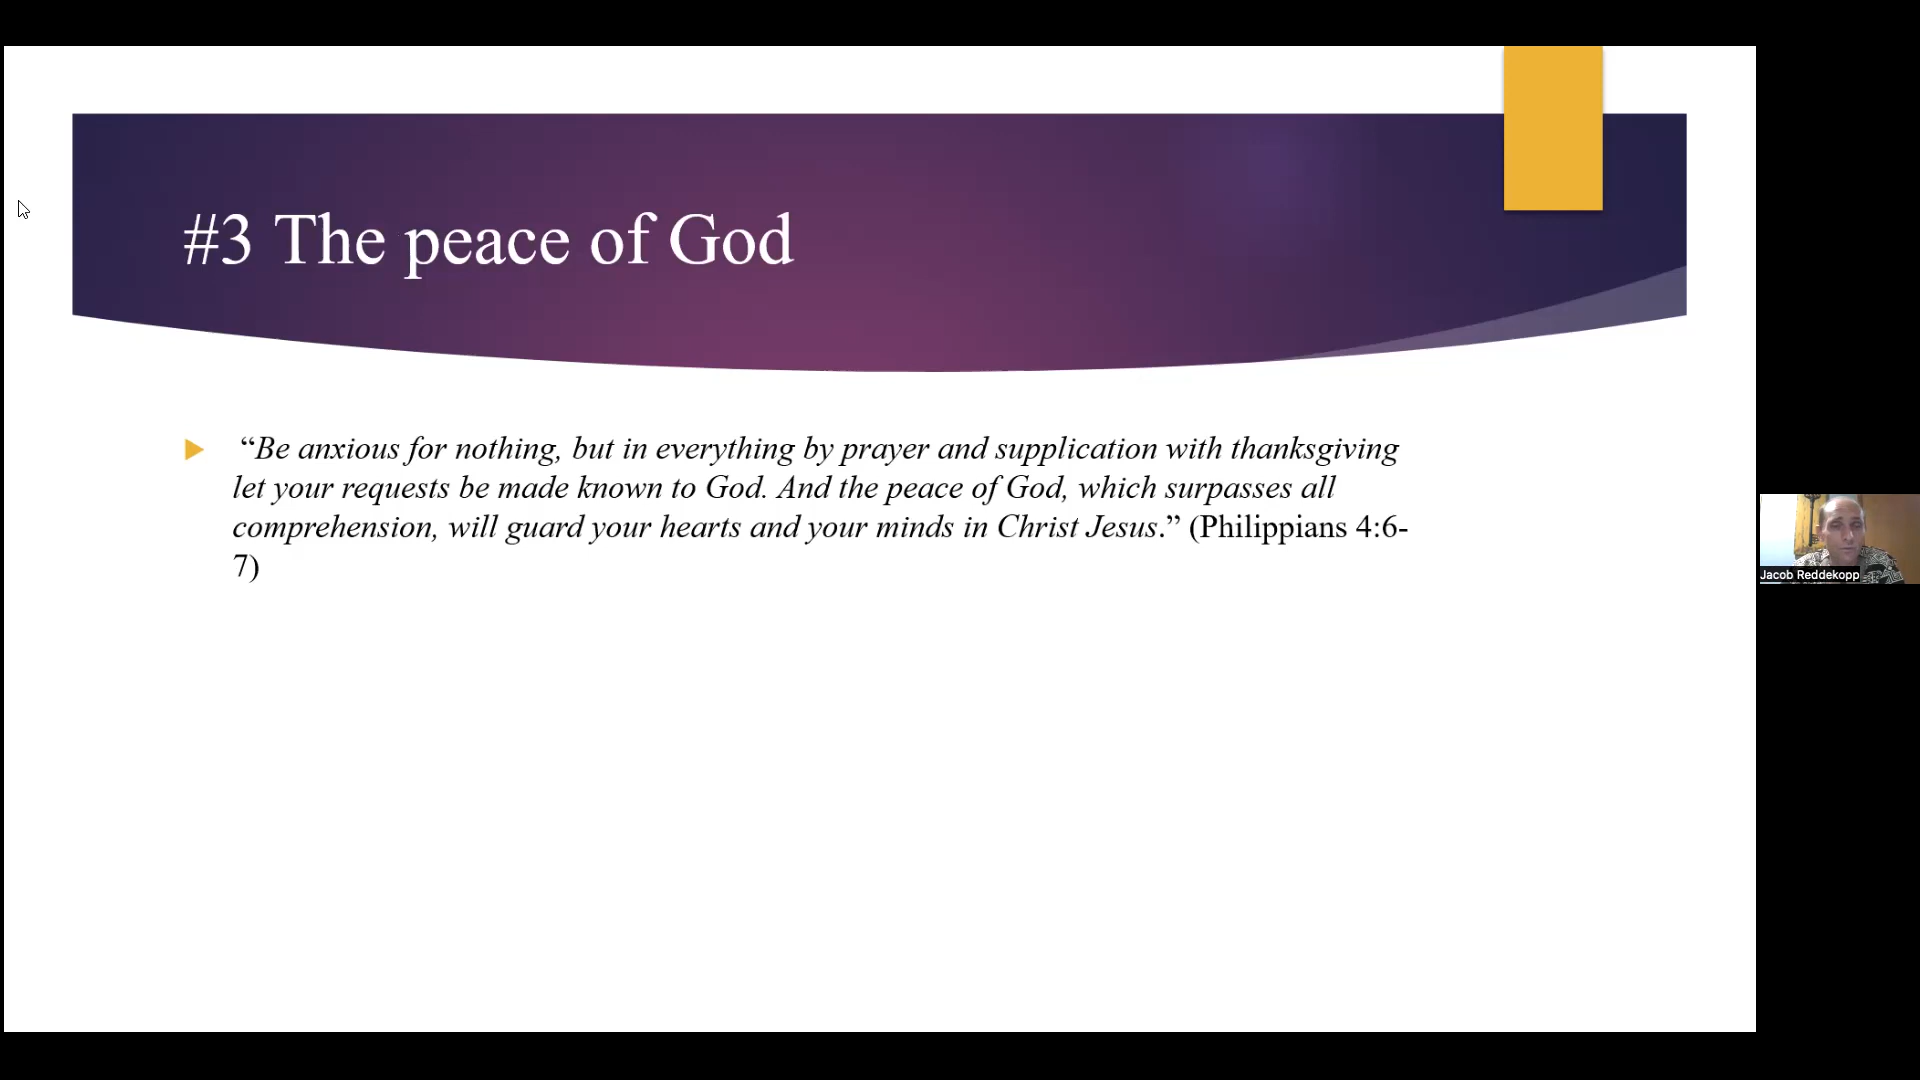 #3 The peace of God
“Be anxious for nothing, but in everything by prayer and supplication with thanksgiving
let your requests be made known to God. And the peace of God, which surpasses all
comprehension, will guard your hearts and your minds in Christ Jesus.” (Philippians 4:6-
7)
Jacob Reddekopp